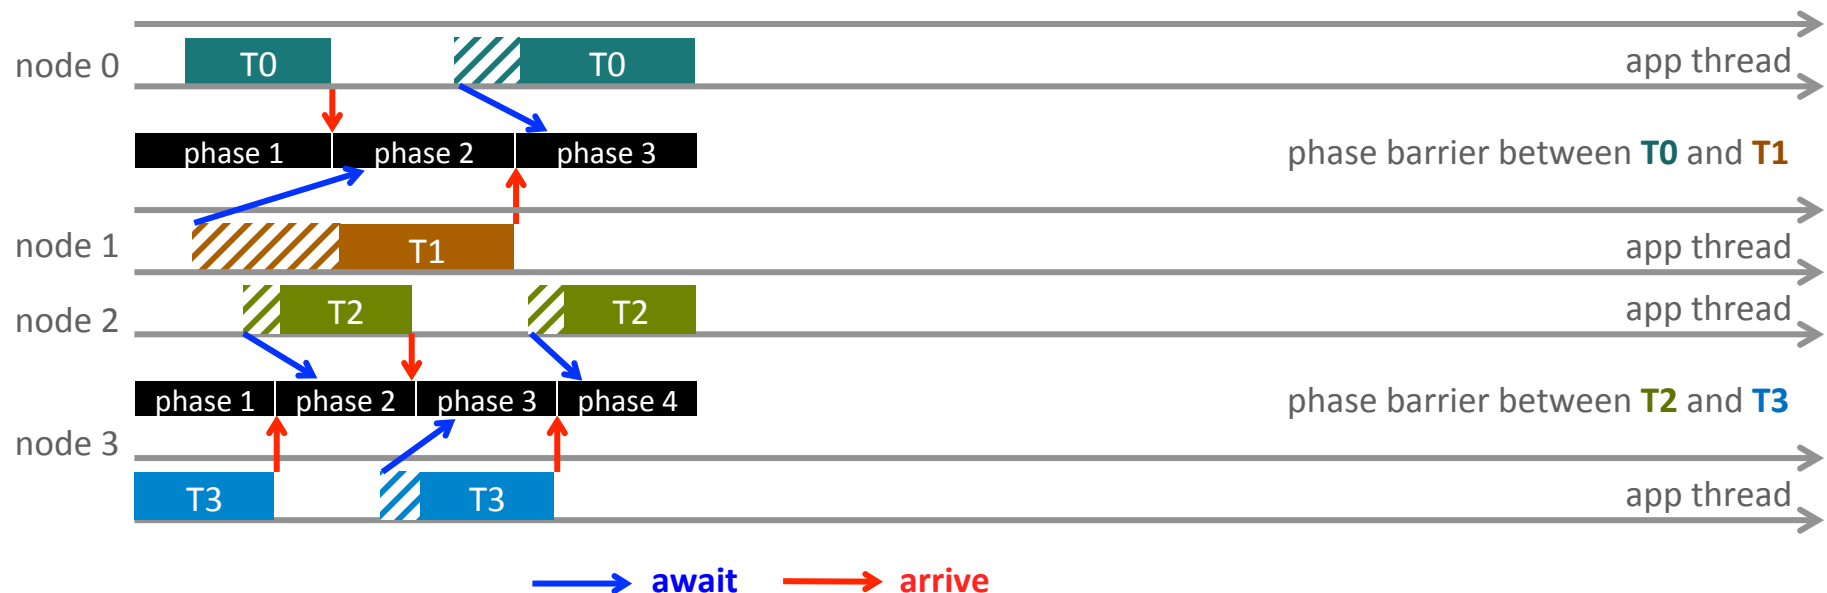 node 0
T0
T0
app thread
phase 1
phase 2
phase 3
phase barrier between T0 and T1
node 1
T1
app thread
node 2
T2
T2
app thread
phase 1
phase 2
phase 3
phase 4
phase barrier between T2 and T3
node 3
T3
T3
app thread
await
arrive